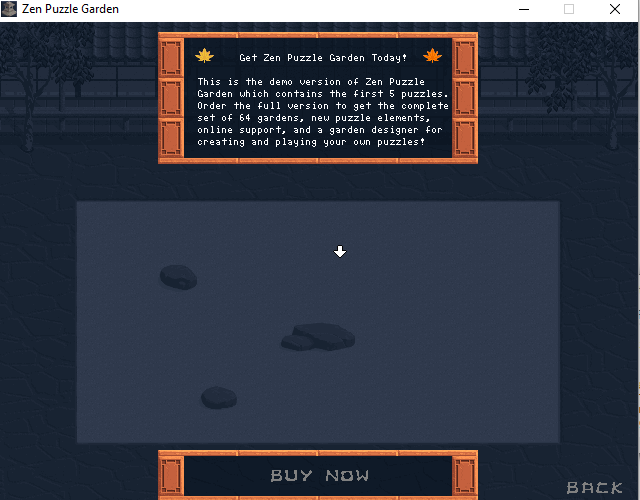 Zen Puzzle Garden
Get Zen Puzzle Garden Today!
This is the demo version of Zen Puzzle
Garden which contains the first 5 puzzles.
Order the full version to get the complete
set of 64 gardens, new puzzle elements,
online support, and a garden designer for
creating and playing your own puzzles!
BUY NOW
BACK